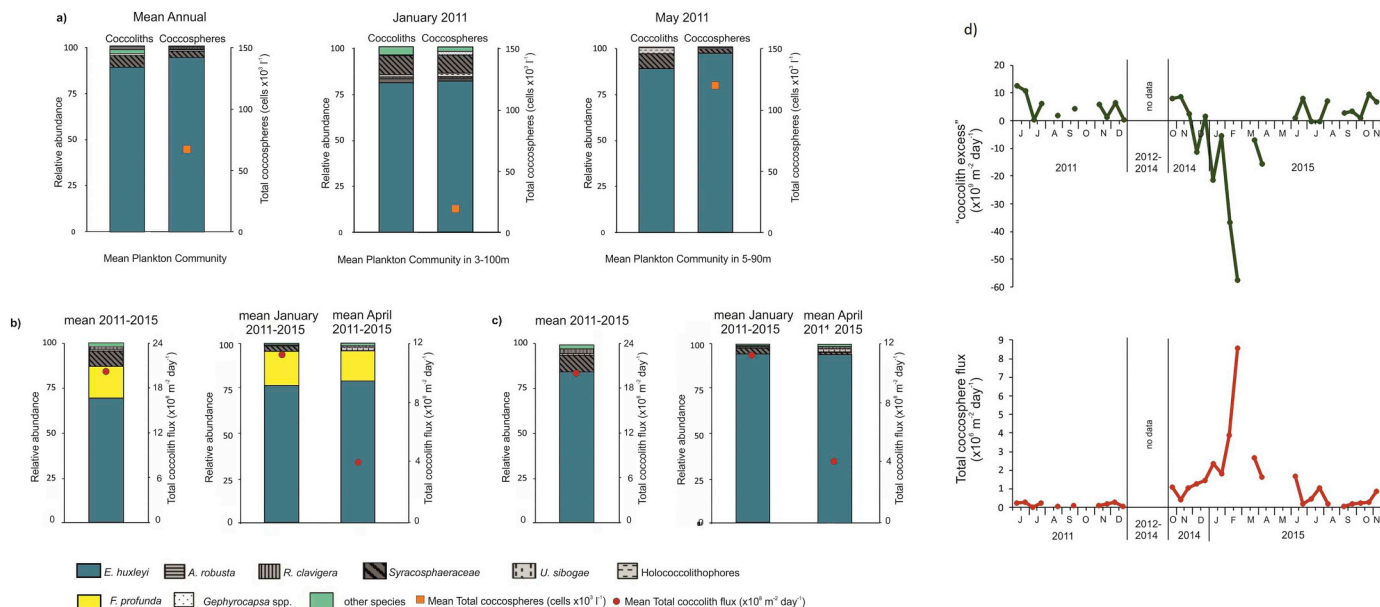 a)
Mean Annual
Coccoliths Coccospheres
Relative abundance
100
75
50
25
0
150
100
50
0
Total coccospheres (cells x10³ l⁻¹)
Mean Plankton Community
January 2011
Coccoliths Coccospheres
Relative abundance
100
75
50
25
0
150
100
50
0
Total coccospheres (cells x10³ l⁻¹)
Mean Plankton Community in 3-100m
May 2011
Coccoliths Coccospheres
Relative abundance
100
75
50
25
0
150
100
50
0
Total coccospheres (cells x10³ l⁻¹)
Mean Plankton Community in 5-90m
b)
mean 2011-2015
Relative abundance
100
75
50
25
0
24
18
12
6
0
Total coccolith flux (x10⁸ m⁻² day⁻¹)
mean January
2011-2015
mean April
2011-2015
Relative abundance
100
75
50
25
0
12
8
4
0
Total coccolith flux (x10⁸ m⁻² day⁻¹)
c)
mean 2011-2015
Relative abundance
100
75
50
25
0
24
18
12
6
0
Total coccolith flux (x10⁸ m⁻² day⁻¹)
mean January
2011-2015
mean April
2011 2015
Relative abundance
100
75
50
25
0
12
8
4
0
Total coccolith flux (x10⁸ m⁻² day⁻¹)
E. huxleyi A. robusta R. clavigera Syracosphaeraceae U. sibogae Holococcolithophores
F. profunda Gephyrocapsa spp. other species Mean Total coccospheres (cells x10³ l⁻¹) Mean Total coccolith flux (x10⁸ m⁻² day⁻¹)
d)
"coccolith excess"
(x10⁹ m⁻² day⁻¹)
20
10
0
-10
-20
-30
-40
-50
-60
no data
J J A S O N D O N D J F M A M J J A S O N
2011 2012-
2014 2014 2015
Total coccosphere flux
(x10⁶ m⁻² day⁻¹)
9
8
7
6
5
4
3
2
1
0
no data
J J A S O N D O N D J F M A M J J A S O N
2011 2012-
2014 2014 2015